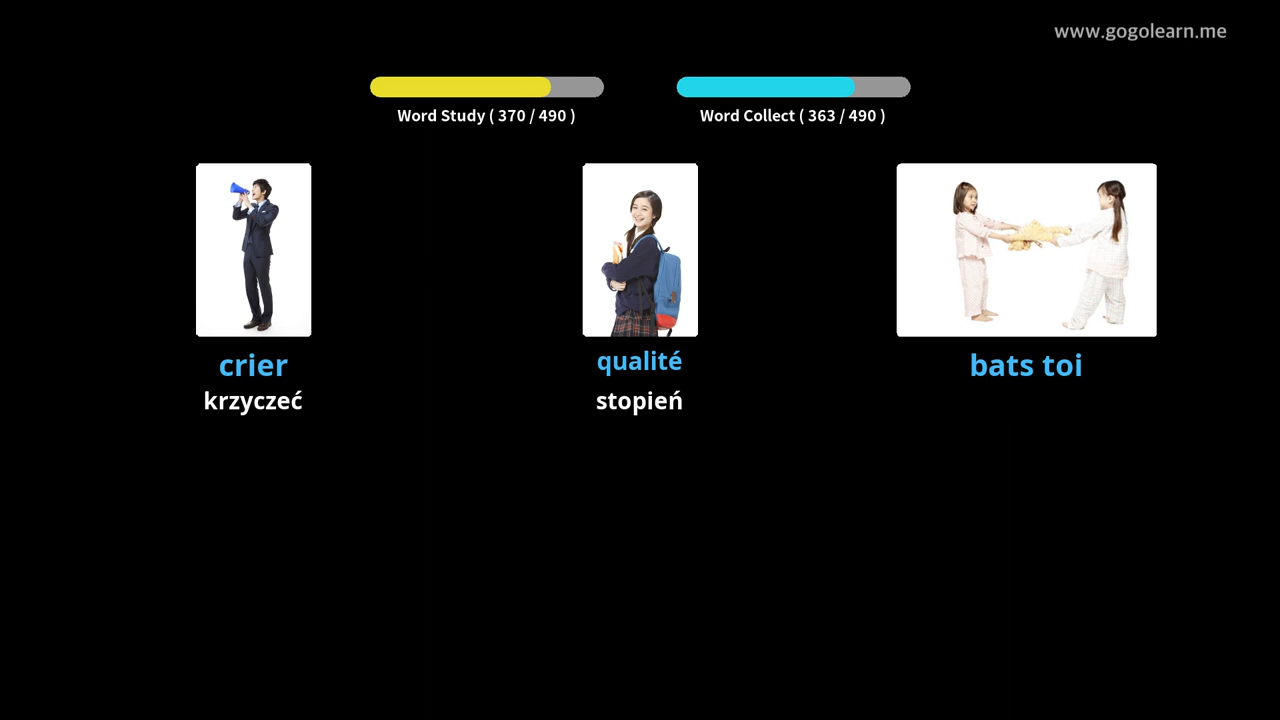 www.gogolearn.me
Word Study ( 370 / 490 )
Word Collect ( 363 / 490 )
crier
krzyczeć
qualité
stopień
bats toi